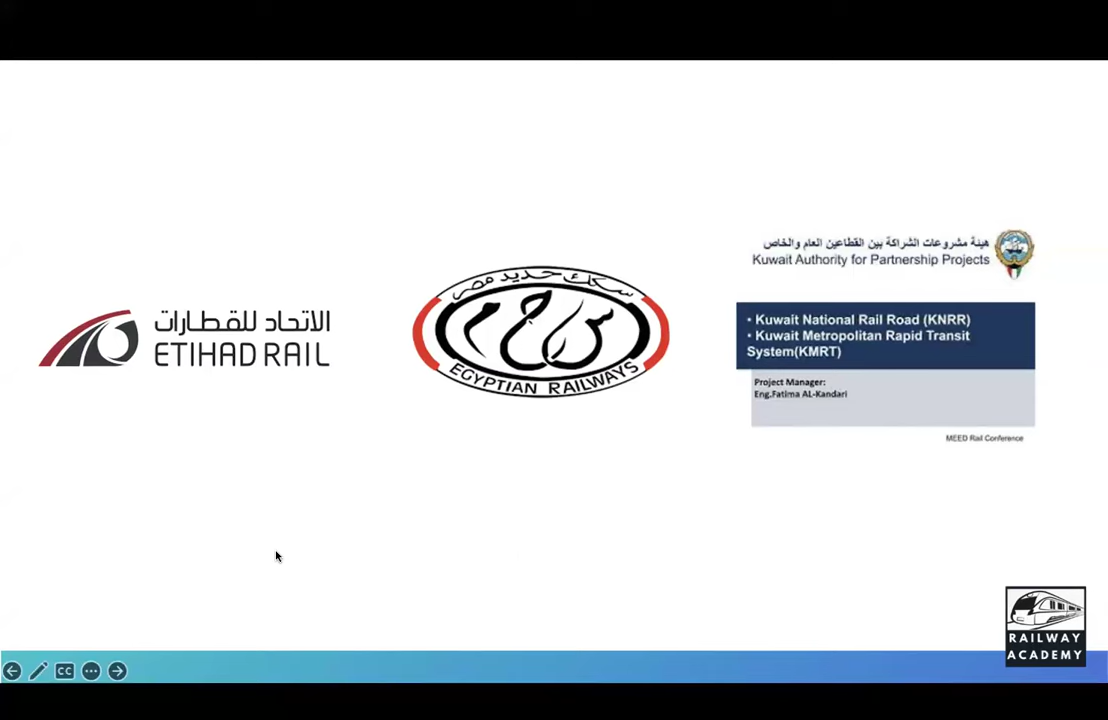 الاتحاد للقطارات
ETIHAD RAIL
سكك حديد مصر
س ح م
EGYPTIAN RAILWAYS
هيئة مشروعات الشراكة بين القطاعين العام والخاص
Kuwait Authority for Partnership Projects
• Kuwait National Rail Road (KNRR)
• Kuwait Metropolitan Rapid Transit
System(KMRT)
Project Manager:
Eng.Fatima AL-Kandari
MEED Rail Conference
RAILWAY
ACADEMY
CC